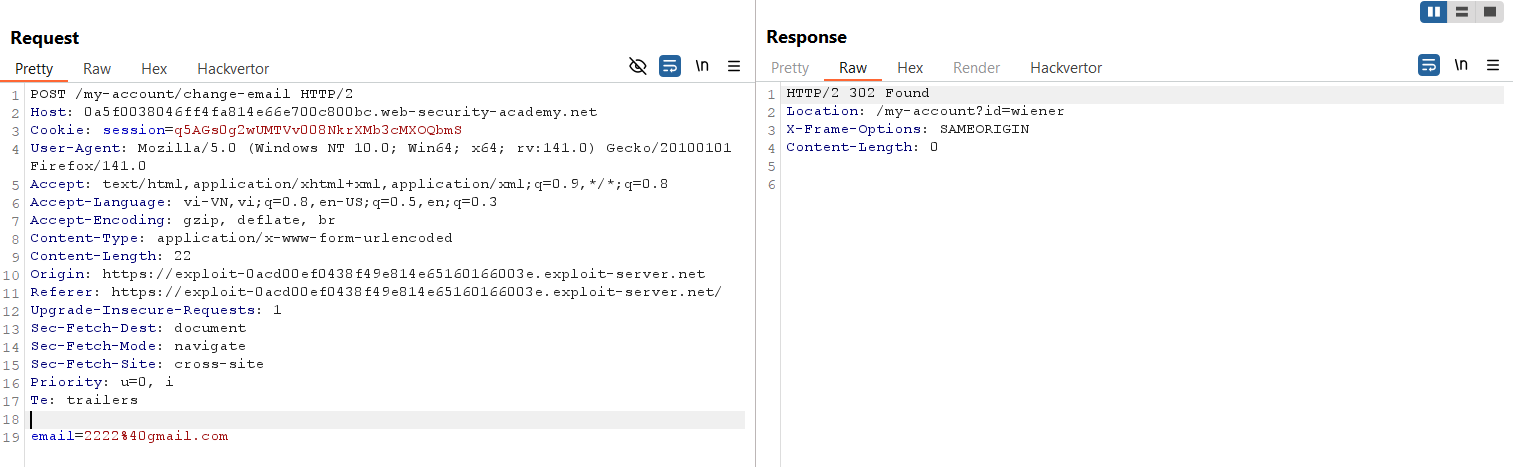 Request
Pretty Raw Hex Hackvertor \n
1 POST /my-account/change-email HTTP/2
2 Host: 0a5f0038046ff4fa814e66e700c800bc.web-security-academy.net
3 Cookie: session=q5AGs0g2wUMTVv008NkrXMb3cMXOQbmS
4 User-Agent: Mozilla/5.0 (Windows NT 10.0; Win64; x64; rv:141.0) Gecko/20100101
Firefox/141.0
5 Accept: text/html,application/xhtml+xml,application/xml;q=0.9,*/*;q=0.8
6 Accept-Language: vi-VN,vi;q=0.8,en-US;q=0.5,en;q=0.3
7 Accept-Encoding: gzip, deflate, br
8 Content-Type: application/x-www-form-urlencoded
9 Content-Length: 22
10 Origin: https://exploit-0acd00ef0438f49e814e65160166003e.exploit-server.net
11 Referer: https://exploit-0acd00ef0438f49e814e65160166003e.exploit-server.net/
12 Upgrade-Insecure-Requests: 1
13 Sec-Fetch-Dest: document
14 Sec-Fetch-Mode: navigate
15 Sec-Fetch-Site: cross-site
16 Priority: u=0, i
17 Te: trailers
18
19 email=2222%40gmail.com
Response
Pretty Raw Hex Render Hackvertor \n
1 HTTP/2 302 Found
2 Location: /my-account?id=wiener
3 X-Frame-Options: SAMEORIGIN
4 Content-Length: 0
5
6